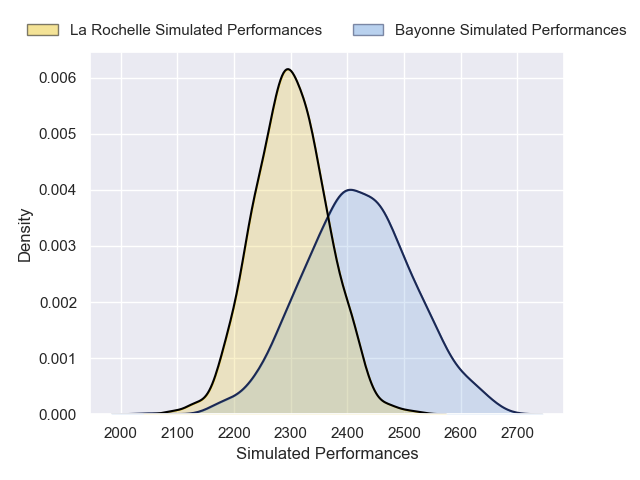 La Rochelle Simulated Performances Bayonne Simulated Performances
0.006
0.005
0.004
0.003
0.002
0.001
0.000
Density
2000 2100 2200 2300 2400 2500 2600 2700
Simulated Performances